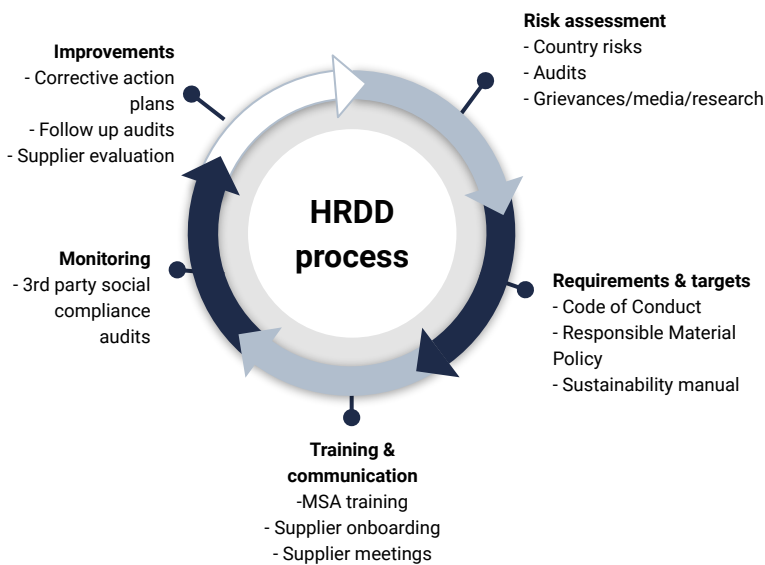 HRDD
process
Risk assessment
- Country risks
- Audits
- Grievances/media/research
Requirements & targets
- Code of Conduct
- Responsible Material
Policy
- Sustainability manual
Training &
communication
-MSA training
- Supplier onboarding
- Supplier meetings
Monitoring
- 3rd party social
compliance
audits
Improvements
- Corrective action
plans
- Follow up audits
- Supplier evaluation